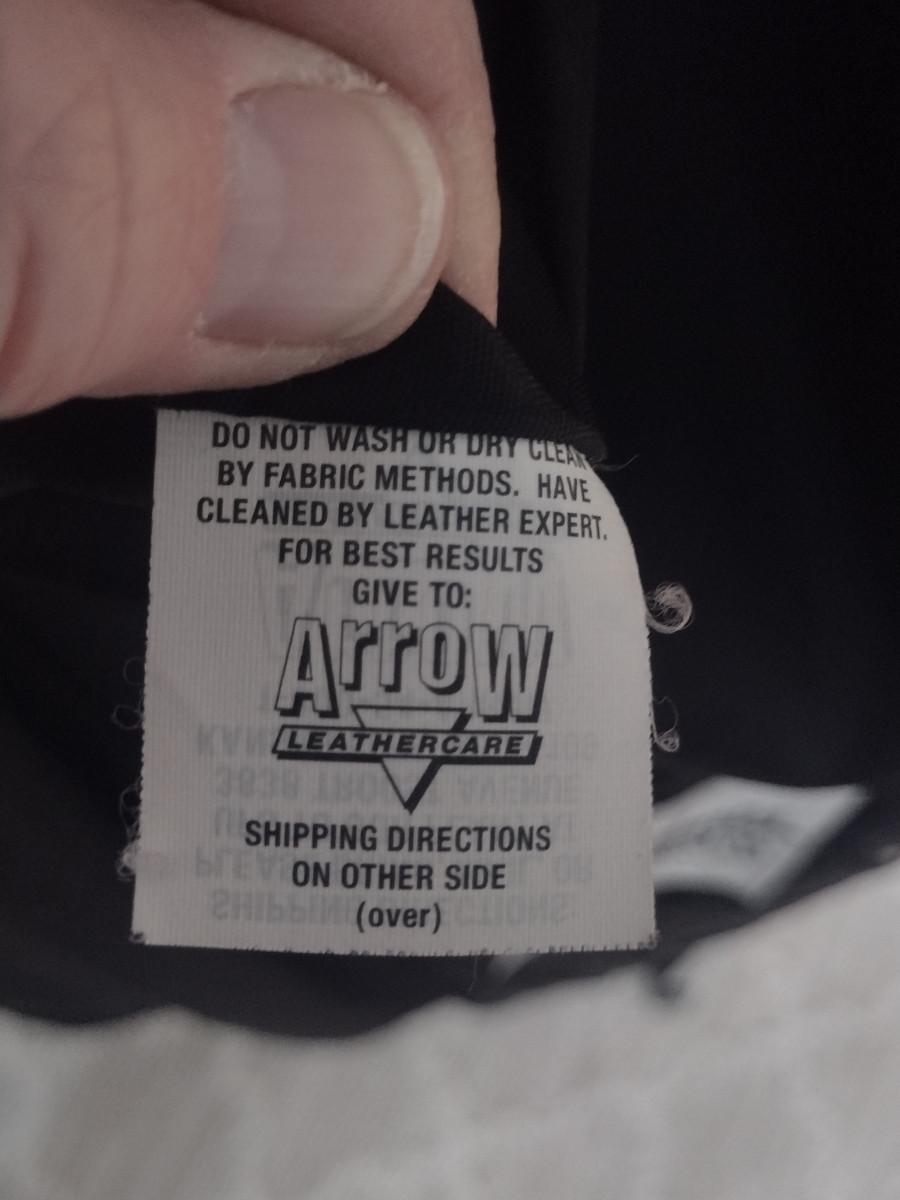 DO NOT WASH OR DRY CLEAN
BY FABRIC METHODS. HAVE
CLEANED BY LEATHER EXPERT.
FOR BEST RESULTS
GIVE TO:
Arrow
LEATHERCARE
SHIPPING DIRECTIONS
ON OTHER SIDE
(over)